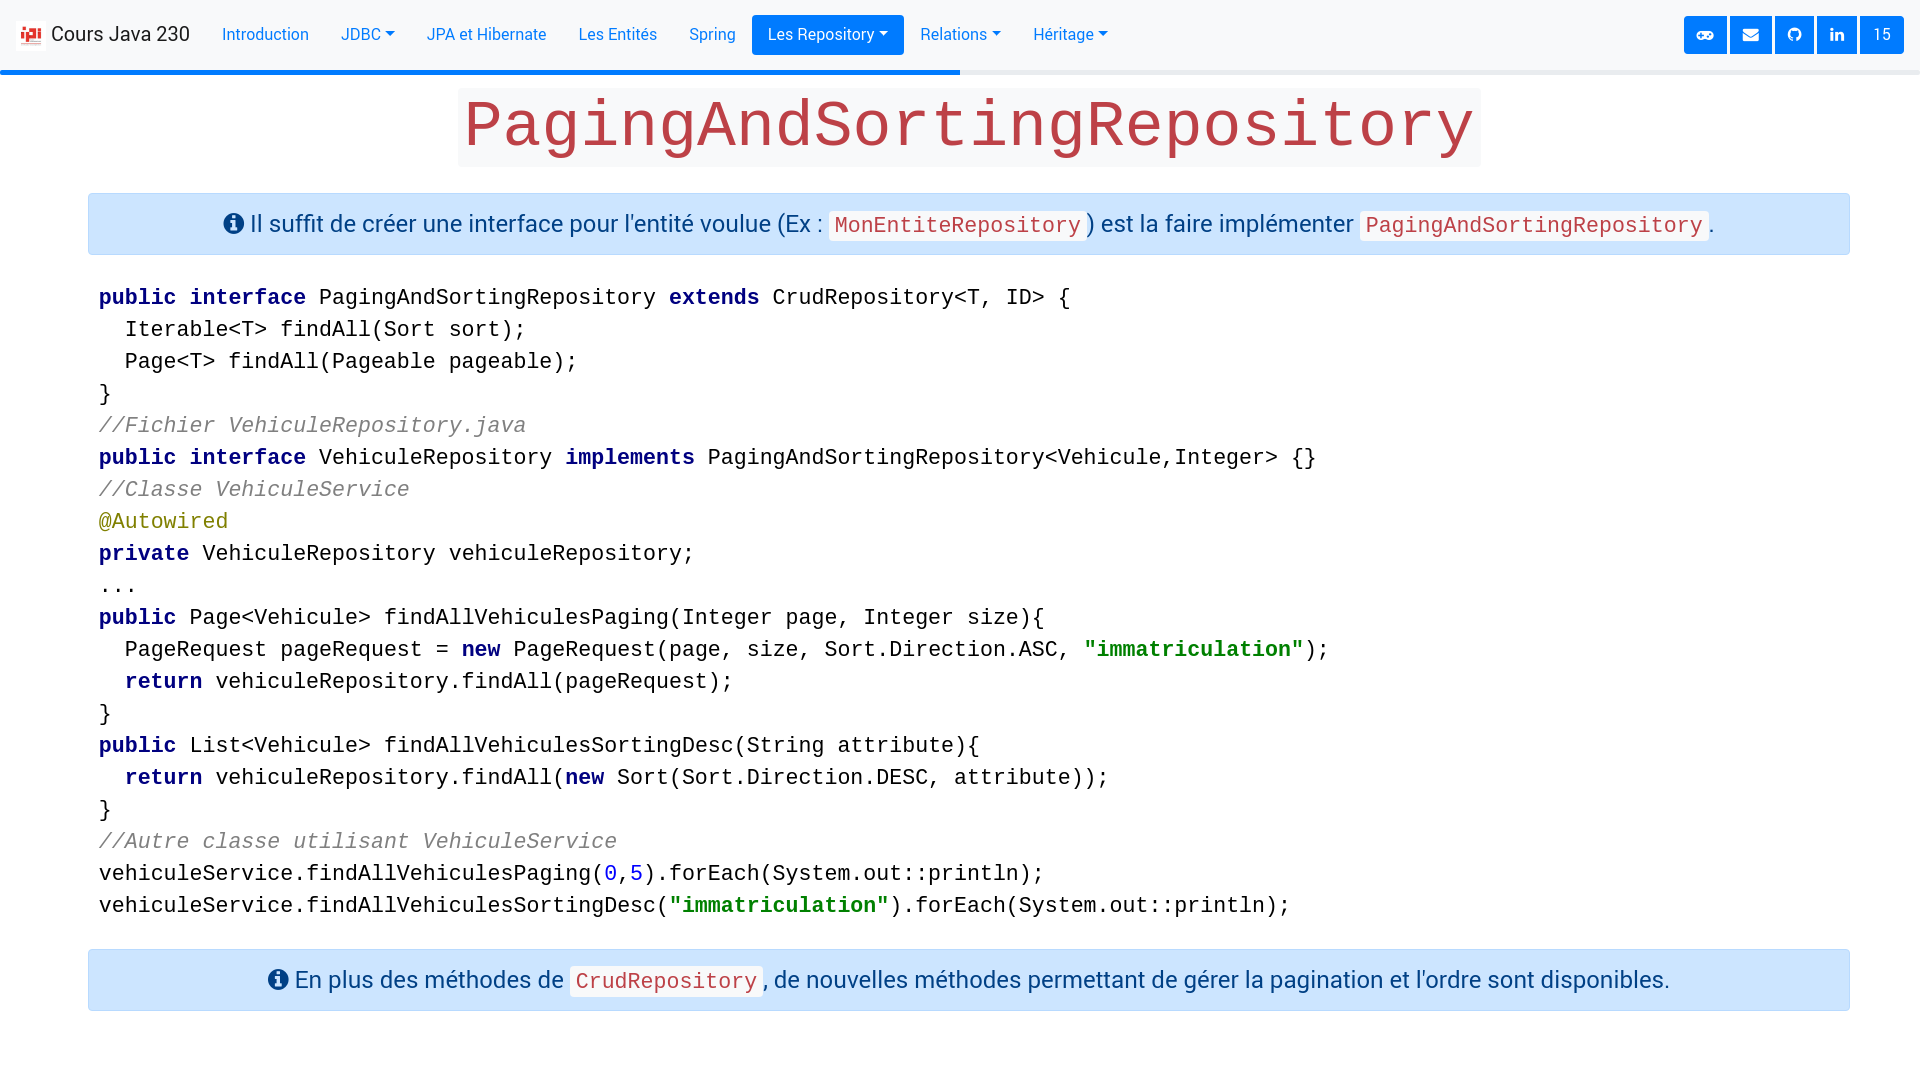 Cours Java 230 Introduction JDBC JPA et Hibernate Les Entités Spring Les Repository Relations Héritage 15
PagingAndSortingRepository
Il suffit de créer une interface pour l'entité voulue (Ex : MonEntiteRepository) est la faire implémenter PagingAndSortingRepository.
public interface PagingAndSortingRepository extends CrudRepository<T, ID> {
  Iterable<T> findAll(Sort sort);
  Page<T> findAll(Pageable pageable);
}
//Fichier VehiculeRepository.java
public interface VehiculeRepository implements PagingAndSortingRepository<Vehicule,Integer> {}
//Classe VehiculeService
@Autowired
private VehiculeRepository vehiculeRepository;
...
public Page<Vehicule> findAllVehiculesPaging(Integer page, Integer size){
  PageRequest pageRequest = new PageRequest(page, size, Sort.Direction.ASC, "immatriculation");
  return vehiculeRepository.findAll(pageRequest);
}
public List<Vehicule> findAllVehiculesSortingDesc(String attribute){
  return vehiculeRepository.findAll(new Sort(Sort.Direction.DESC, attribute));
}
//Autre classe utilisant VehiculeService
vehiculeService.findAllVehiculesPaging(0,5).forEach(System.out::println);
vehiculeService.findAllVehiculesSortingDesc("immatriculation").forEach(System.out::println);
En plus des méthodes de CrudRepository, de nouvelles méthodes permettant de gérer la pagination et l'ordre sont disponibles.